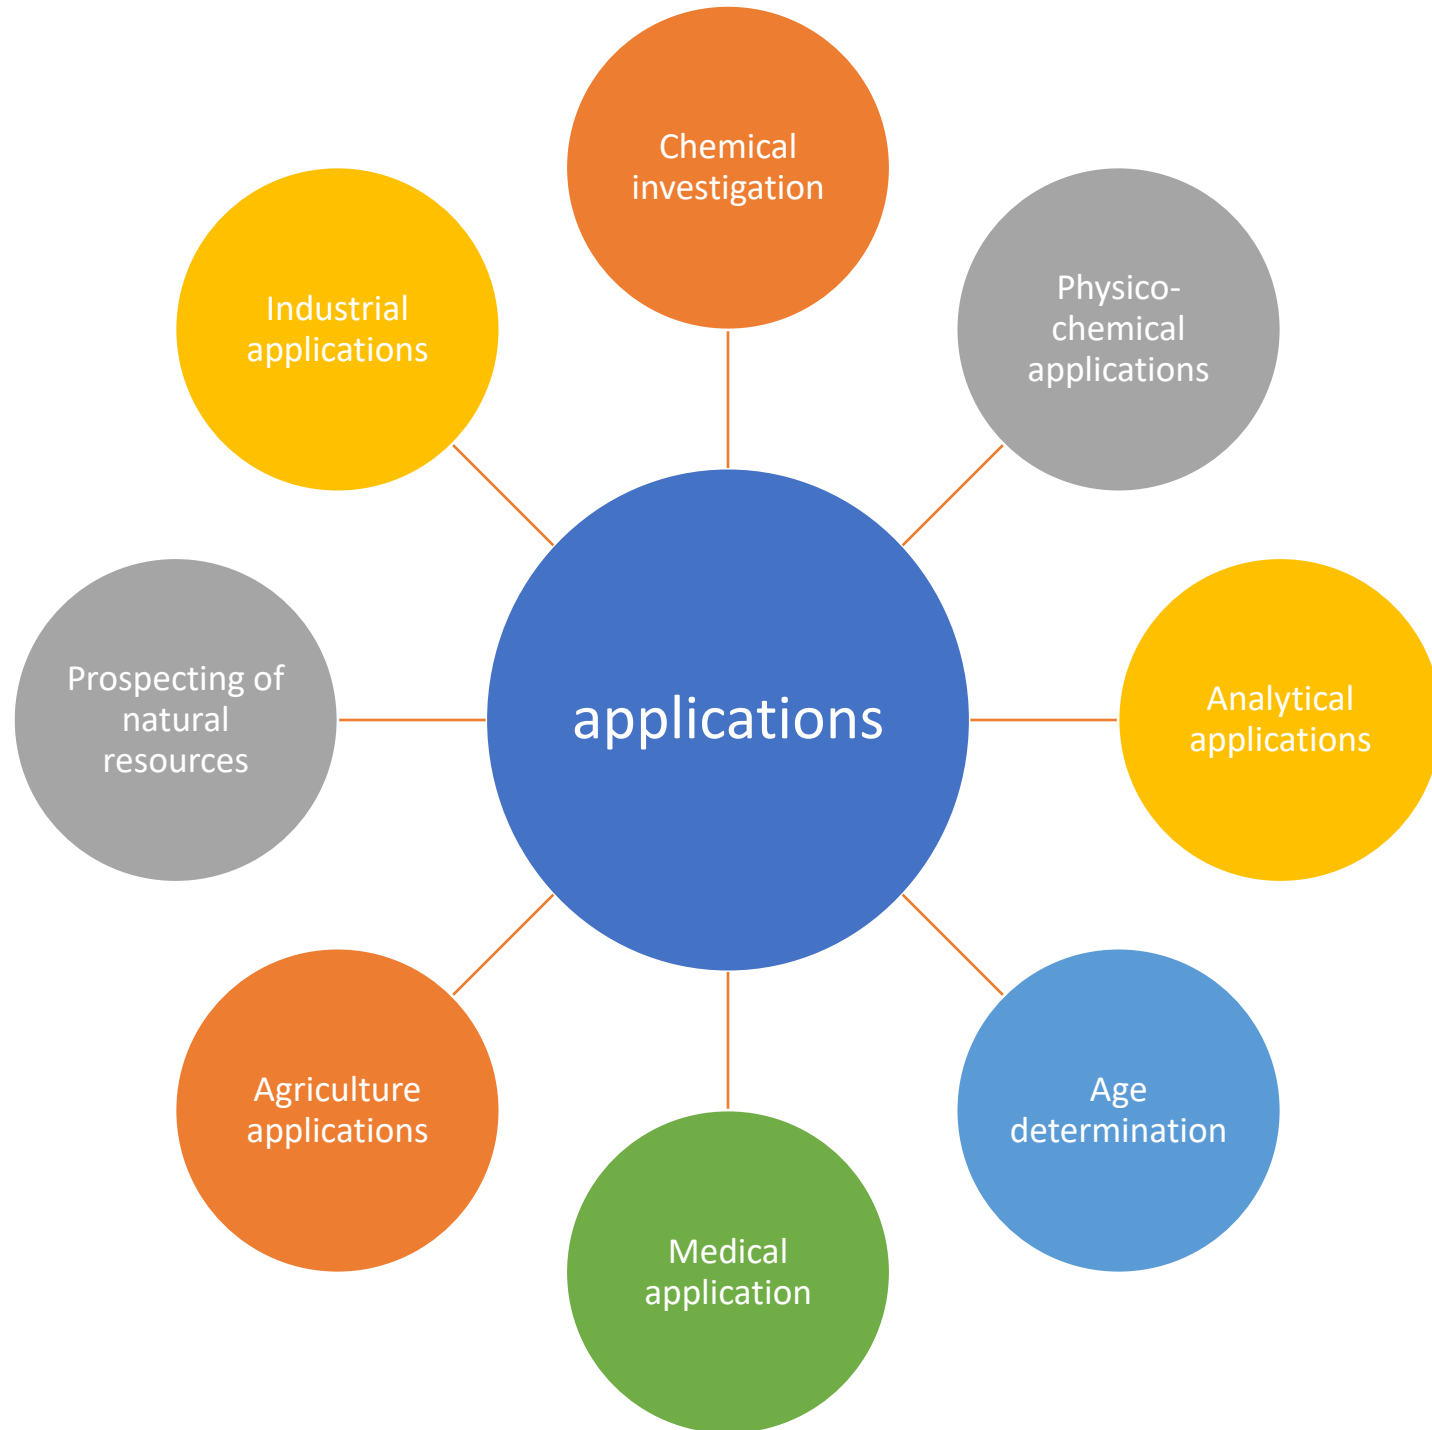 Chemical
investigation
Physico-
chemical
applications
Analytical
applications
Age
determination
Medical
application
Agriculture
applications
Prospecting of
natural
resources
Industrial
applications
applications